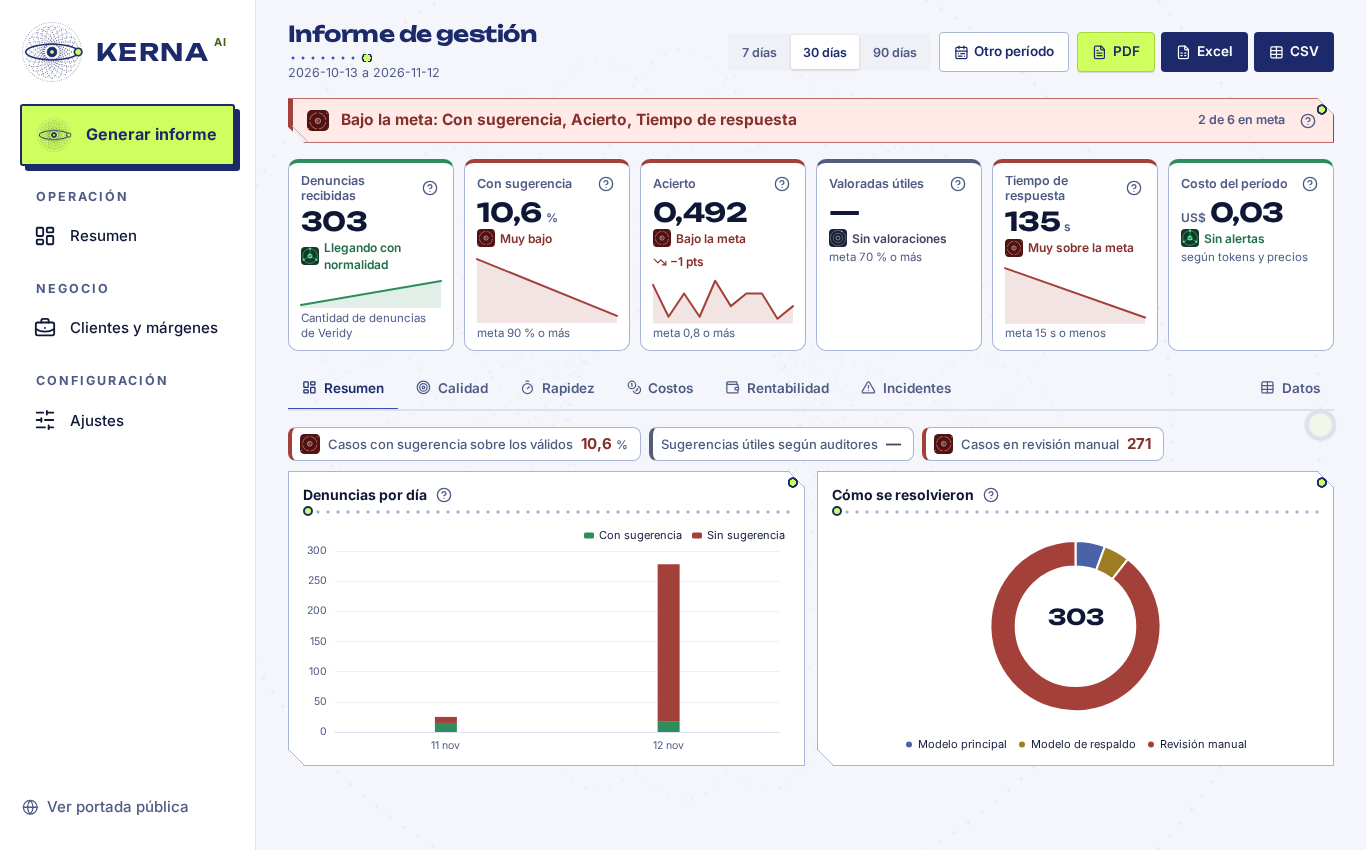 KERNA AI
Generar informe
OPERACIÓN
Resumen
NEGOCIO
Clientes y márgenes
CONFIGURACIÓN
Ajustes
Ver portada pública
Informe de gestión
2026-10-13 a 2026-11-12
7 días
30 días
90 días
Otro período
PDF
Excel
CSV
Bajo la meta: Con sugerencia, Acierto, Tiempo de respuesta
2 de 6 en meta
Denuncias
recibidas
303
Llegando con
normalidad
Cantidad de denuncias
de Veridy
Con sugerencia
10,6 %
Muy bajo
meta 90 % o más
Acierto
0,492
Bajo la meta
−1 pts
meta 0,8 o más
Valoradas útiles
—
Sin valoraciones
meta 70 % o más
Tiempo de
respuesta
135 s
Muy sobre la meta
meta 15 s o menos
Costo del período
US$ 0,03
Sin alertas
según tokens y precios
Resumen
Calidad
Rapidez
Costos
Rentabilidad
Incidentes
Datos
Casos con sugerencia sobre los válidos 10,6 %
Sugerencias útiles según auditores —
Casos en revisión manual 271
Denuncias por día
Con sugerencia
Sin sugerencia
300
250
200
150
100
50
0
11 nov
12 nov
Cómo se resolvieron
303
Modelo principal
Modelo de respaldo
Revisión manual